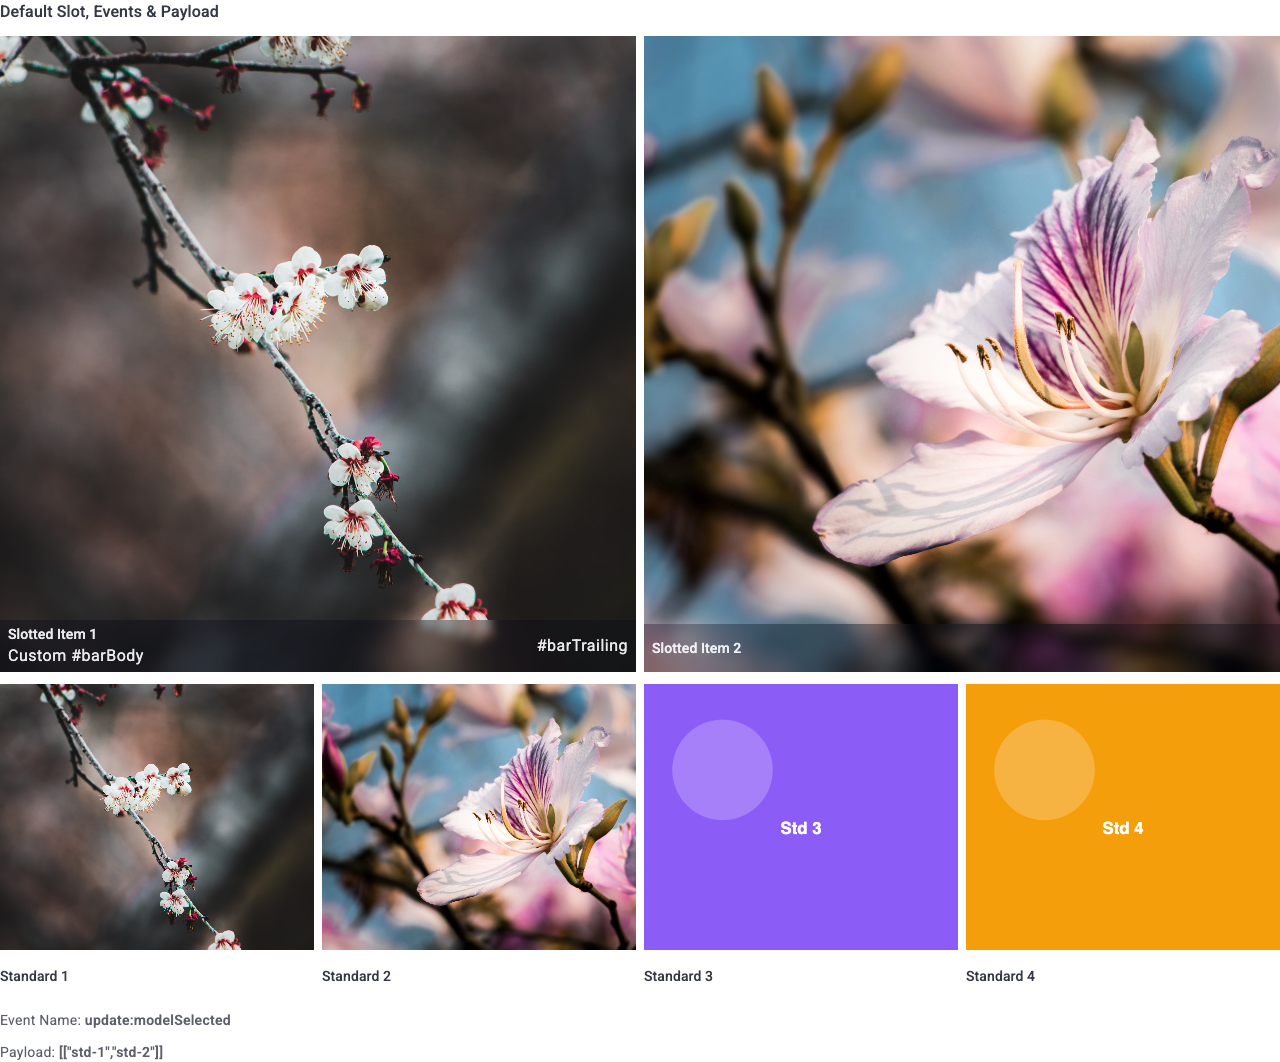 Default Slot, Events & Payload
Slotted Item 1
Custom #barBody
#barTrailing
Slotted Item 2
Std 3
Std 4
Standard 1
Standard 2
Standard 3
Standard 4
Event Name: update:modelSelected
Payload: [["std-1","std-2"]]